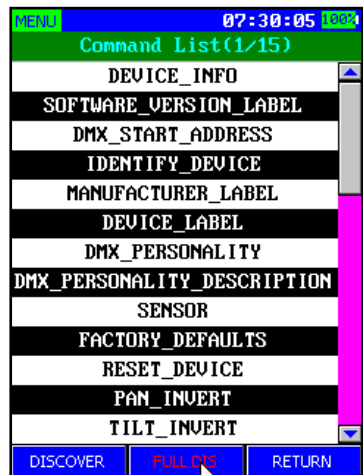 MENU 07:30:05 100%
Command List(1/15)
DEVICE_INFO
SOFTWARE_VERSION_LABEL
DMX_START_ADDRESS
IDENTIFY_DEVICE
MANUFACTURER_LABEL
DEVICE_LABEL
DMX_PERSONALITY
DMX_PERSONALITY_DESCRIPTION
SENSOR
FACTORY_DEFAULTS
RESET_DEVICE
PAN_INVERT
TILT_INVERT
DISCOVER FULL DIS RETURN